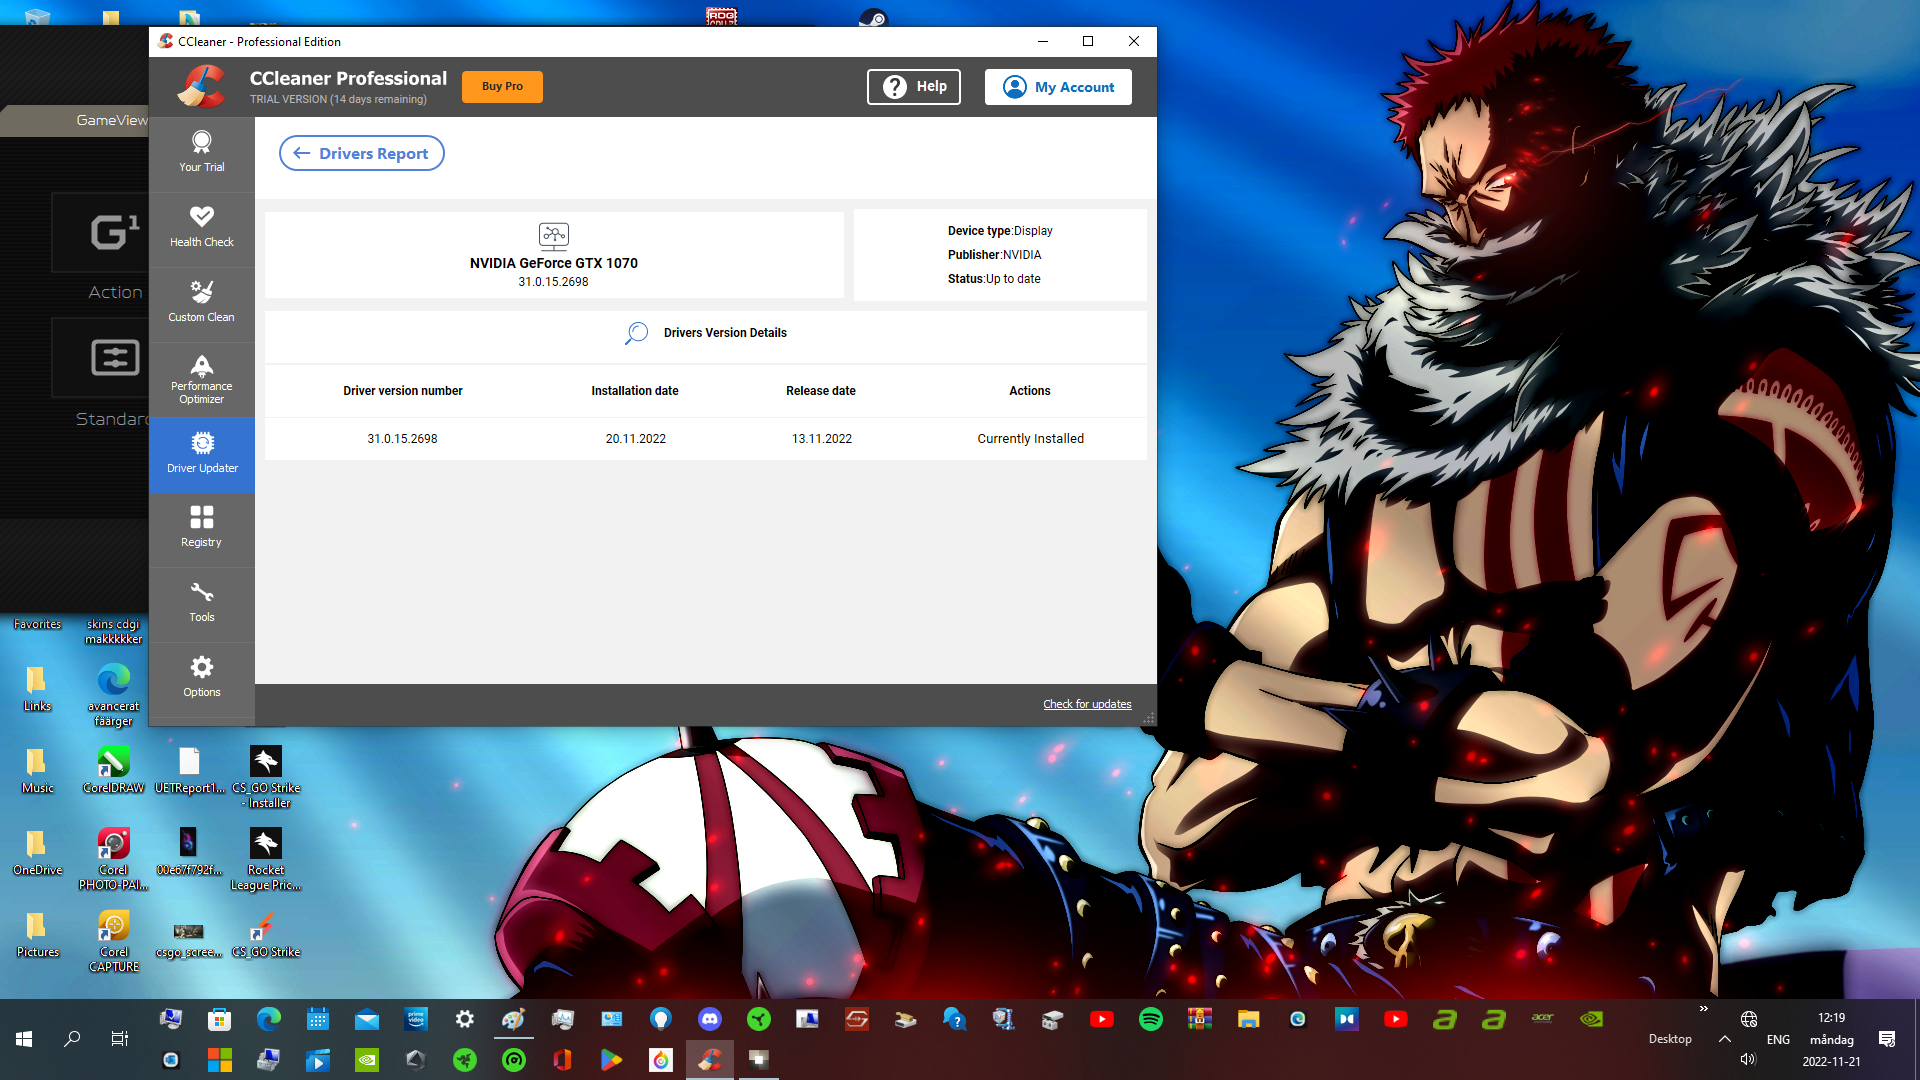 CCleaner - Professional Edition
CCleaner Professional
TRIAL VERSION (14 days remaining)
Buy Pro
Help
My Account
GameView
Action
Standard
Your Trial
Health Check
Custom Clean
Performance
Optimizer
Driver Updater
Registry
Tools
Options
Drivers Report
NVIDIA GeForce GTX 1070
31.0.15.2698
Device type:Display
Publisher:NVIDIA
Status:Up to date
Drivers Version Details
Driver version number Installation date Release date Actions
31.0.15.2698 20.11.2022 13.11.2022 Currently Installed
Check for updates
Favorites
skins cdgi
makkkkker
Links
avancerat
fäärger
Music
CorelDRAW
UETReport1...
CS_GO Strike
- Installer
OneDrive
Corel
PHOTO-PAI...
00e67f792f...
Rocket
League Pric...
Pictures
Corel
CAPTURE
csgo_scree...
CS_GO Strike
prime
video
acer
Desktop
ENG
12:19
måndag
2022-11-21